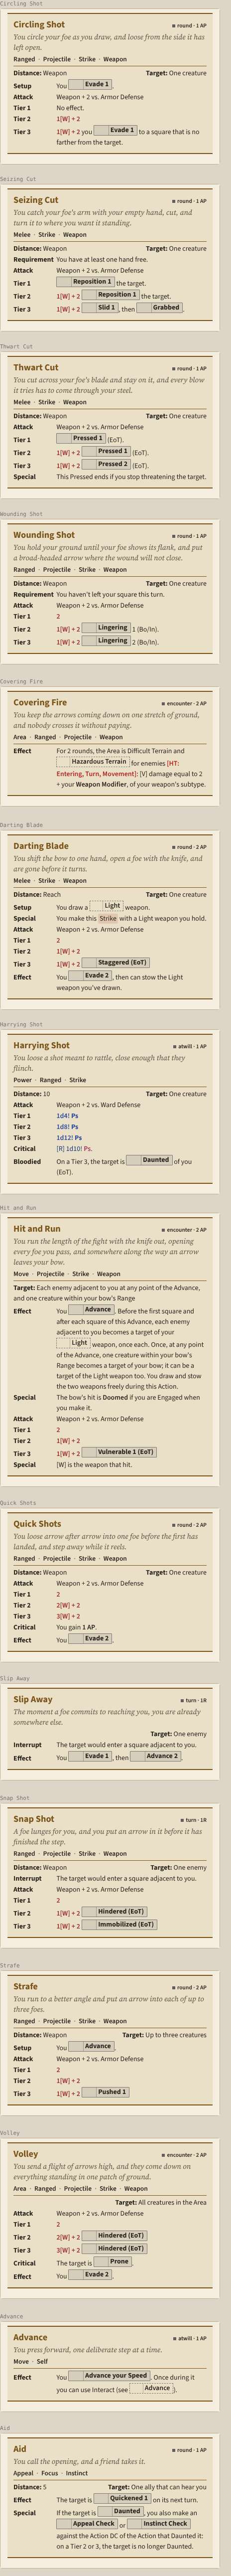 Circling Shot
Circling Shot
■ round · 1 AP
You circle foe as you draw, and loose from the side it has
left open.
Ranged · Projectile · Strike · Weapon
Distance: Weapon Target: One creature
Setup You Evade 1.
Attack Weapon + 2 vs. Armor Defense
Tier 1 No effect.
Tier 2 1[W] + 2
Tier 3 1[W] + 2 you Evade 1 to a square that is no
farther from the target.
Seizing Cut
Seizing Cut
■ round · 1 AP
You catch your foe's arm with your empty hand, cut, and
turn it to where you want it standing.
Melee · Strike · Weapon
Distance: Weapon Target: One creature
Requirement You have at least one hand free.
Attack Weapon + 2 vs. Armor Defense
Tier 1 Reposition 1 the target.
Tier 2 1[W] + 2 Reposition 1 the target.
Tier 3 1[W] + 2 Slid 1, then Grabbed.
Thwart Cut
Thwart Cut
■ round · 1 AP
You cut across your foe's blade and stay on it, and every blow
it tries has to come through your steel.
Melee · Strike · Weapon
Distance: Weapon Target: One creature
Attack Weapon + 2 vs. Armor Defense
Tier 1 Pressed 1 (EoT).
Tier 2 1[W] + 2 Pressed 1 (EoT).
Tier 3 1[W] + 2 Pressed 2 (EoT).
Special This Pressed ends if you stop threatening the target.
Wounding Shot
Wounding Shot
■ round · 1 AP
You hold your ground until your foe shows its flank, and put
a broad-headed arrow where the wound will not close.
Ranged · Projectile · Strike · Weapon
Distance: Weapon Target: One creature
Requirement You haven't left your square this turn.
Attack Weapon + 2 vs. Armor Defense
Tier 1 2
Tier 2 1[W] + 2 Lingering 1 (Bo/In).
Tier 3 1[W] + 2 Lingering 2 (Bo/In).
Covering Fire
Covering Fire
■ encounter · 2 AP
You keep the arrows coming down on one stretch of ground,
and nobody crosses it without paying.
Area · Ranged · Projectile · Weapon
Effect For 2 rounds, the Area is Difficult Terrain and
Hazardous Terrain for enemies [HT:
Entering, Turn, Movement]: [V] damage equal to 2
+ your Weapon Modifier, of your weapon's subtype.
Darting Blade
Darting Blade
■ round · 2 AP
You shift the bow to one hand, open a foe with the knife, and
are gone before it turns.
Melee · Strike · Weapon
Distance: Reach Target: One creature
Setup You draw a Light weapon.
Special You make this Strike with a Light Weapon you hold.
Attack Weapon + 2 vs. Armor Defense
Tier 1 2
Tier 2 1[W] + 2
Tier 3 1[W] + 2 Staggered (EoT)
Effect You Evade 2, then can stow the Light
weapon you've drawn.
Harrying Shot
Harrying Shot
■ atwill · 1 AP
You loose a shot meant to rattle, close enough that they
flinch.
Power · Ranged · Strike
Distance: 10 Target: One creature
Attack Weapon + 2 vs. Ward Defense
Tier 1 1d4! Ps
Tier 2 1d8! Ps
Tier 3 1d12! Ps
Critical [R] 1d10! Ps.
Bloodied On a Tier 3, the target is Daunted of you
(EoT).
Hit and Run
Hit and Run
■ encounter · 2 AP
You run the length of the fight with the knife out, opening
every foe you pass, and somewhere along the way an arrow
leaves your bow.
Move · Projectile · Strike · Weapon
Target: Each enemy adjacent to you at any point of the Advance,
and one creature within your bow's Range
Effect You Advance. Before the first square and
after each square of this Advance, each enemy
adjacent to you becomes a target of your
Light weapon, once each. Once, at any point
of the Advance, one creature within your bow's
Range becomes a target of your bow; it can be a
target of the Light weapon too. You draw and stow
the two weapons freely during this Action.
Special The bow's hit is Doomed if you are Engaged when
you make it.
Attack Weapon + 2 vs. Armor Defense
Tier 1 2
Tier 2 1[W] + 2
Tier 3 1[W] + 2 Vulnerable 1 (EoT)
Special [W] is the weapon that hit.
Quick Shots
Quick Shots
■ round · 2 AP
You loose arrow after arrow into one foe before the first has
landed, and step away while it reels.
Ranged · Projectile · Strike · Weapon
Distance: Weapon Target: One creature
Attack Weapon + 2 vs. Armor Defense
Tier 1 2
Tier 2 2[W] + 2
Tier 3 3[W] + 2
Critical You gain 1 AP.
Effect You Evade 2.
Slip Away
Slip Away
■ turn · 1R
The moment a foe commits to reaching you, you are already
somewhere else.
Target: One enemy
Interrupt The target would enter a square adjacent to you.
Effect You Evade 1, then Advance 2.
Snap Shot
Snap Shot
■ turn · 1R
A foe lunges for you, and you put an arrow in it before it has
finished the step.
Ranged · Projectile · Strike · Weapon
Distance: Weapon Target: One enemy
Interrupt The target would enter a square adjacent to you.
Attack Weapon + 2 vs. Armor Defense
Tier 1 2
Tier 2 1[W] + 2 Hindered (EoT)
Tier 3 1[W] + 2 Immobilized (EoT)
Strafe
Strafe
■ round · 2 AP
You run to a better angle and put an arrow into each of up to
three foes.
Ranged · Projectile · Strike · Weapon
Distance: Weapon Target: Up to three creatures
Setup You Advance.
Attack Weapon + 2 vs. Armor Defense
Tier 1 2
Tier 2 1[W] + 2
Tier 3 1[W] + 2 Pushed 1
Volley
Volley
■ encounter · 2 AP
You send a flight of arrows high, and they come down on
everything standing in one patch of ground.
Area · Ranged · Projectile · Strike · Weapon
Target: All creatures in the Area
Attack Weapon + 2 vs. Armor Defense
Tier 1 2
Tier 2 2[W] + 2 Hindered (EoT)
Tier 3 3[W] + 2 Hindered (EoT)
Critical The target is Prone.
Effect You Evade 2.
Advance
Advance
■ atwill · 1 AP
You press forward, one deliberate step at a time.
Move · Self
Effect You Advance your Speed. Once during it
you can use Interact (see Advance).
Aid
Aid
■ round · 1 AP
You call the opening, and a friend takes it.
Appeal · Focus · Instinct
Distance: 5 Target: One ally that can hear you
Effect The target is Quickened 1 on its next turn.
Special If the target is Daunted, you also make an
Appeal Check or Instinct Check
against the Action DC of the Action that Daunted it:
on a Tier 2 or 3, the target is no longer Daunted.